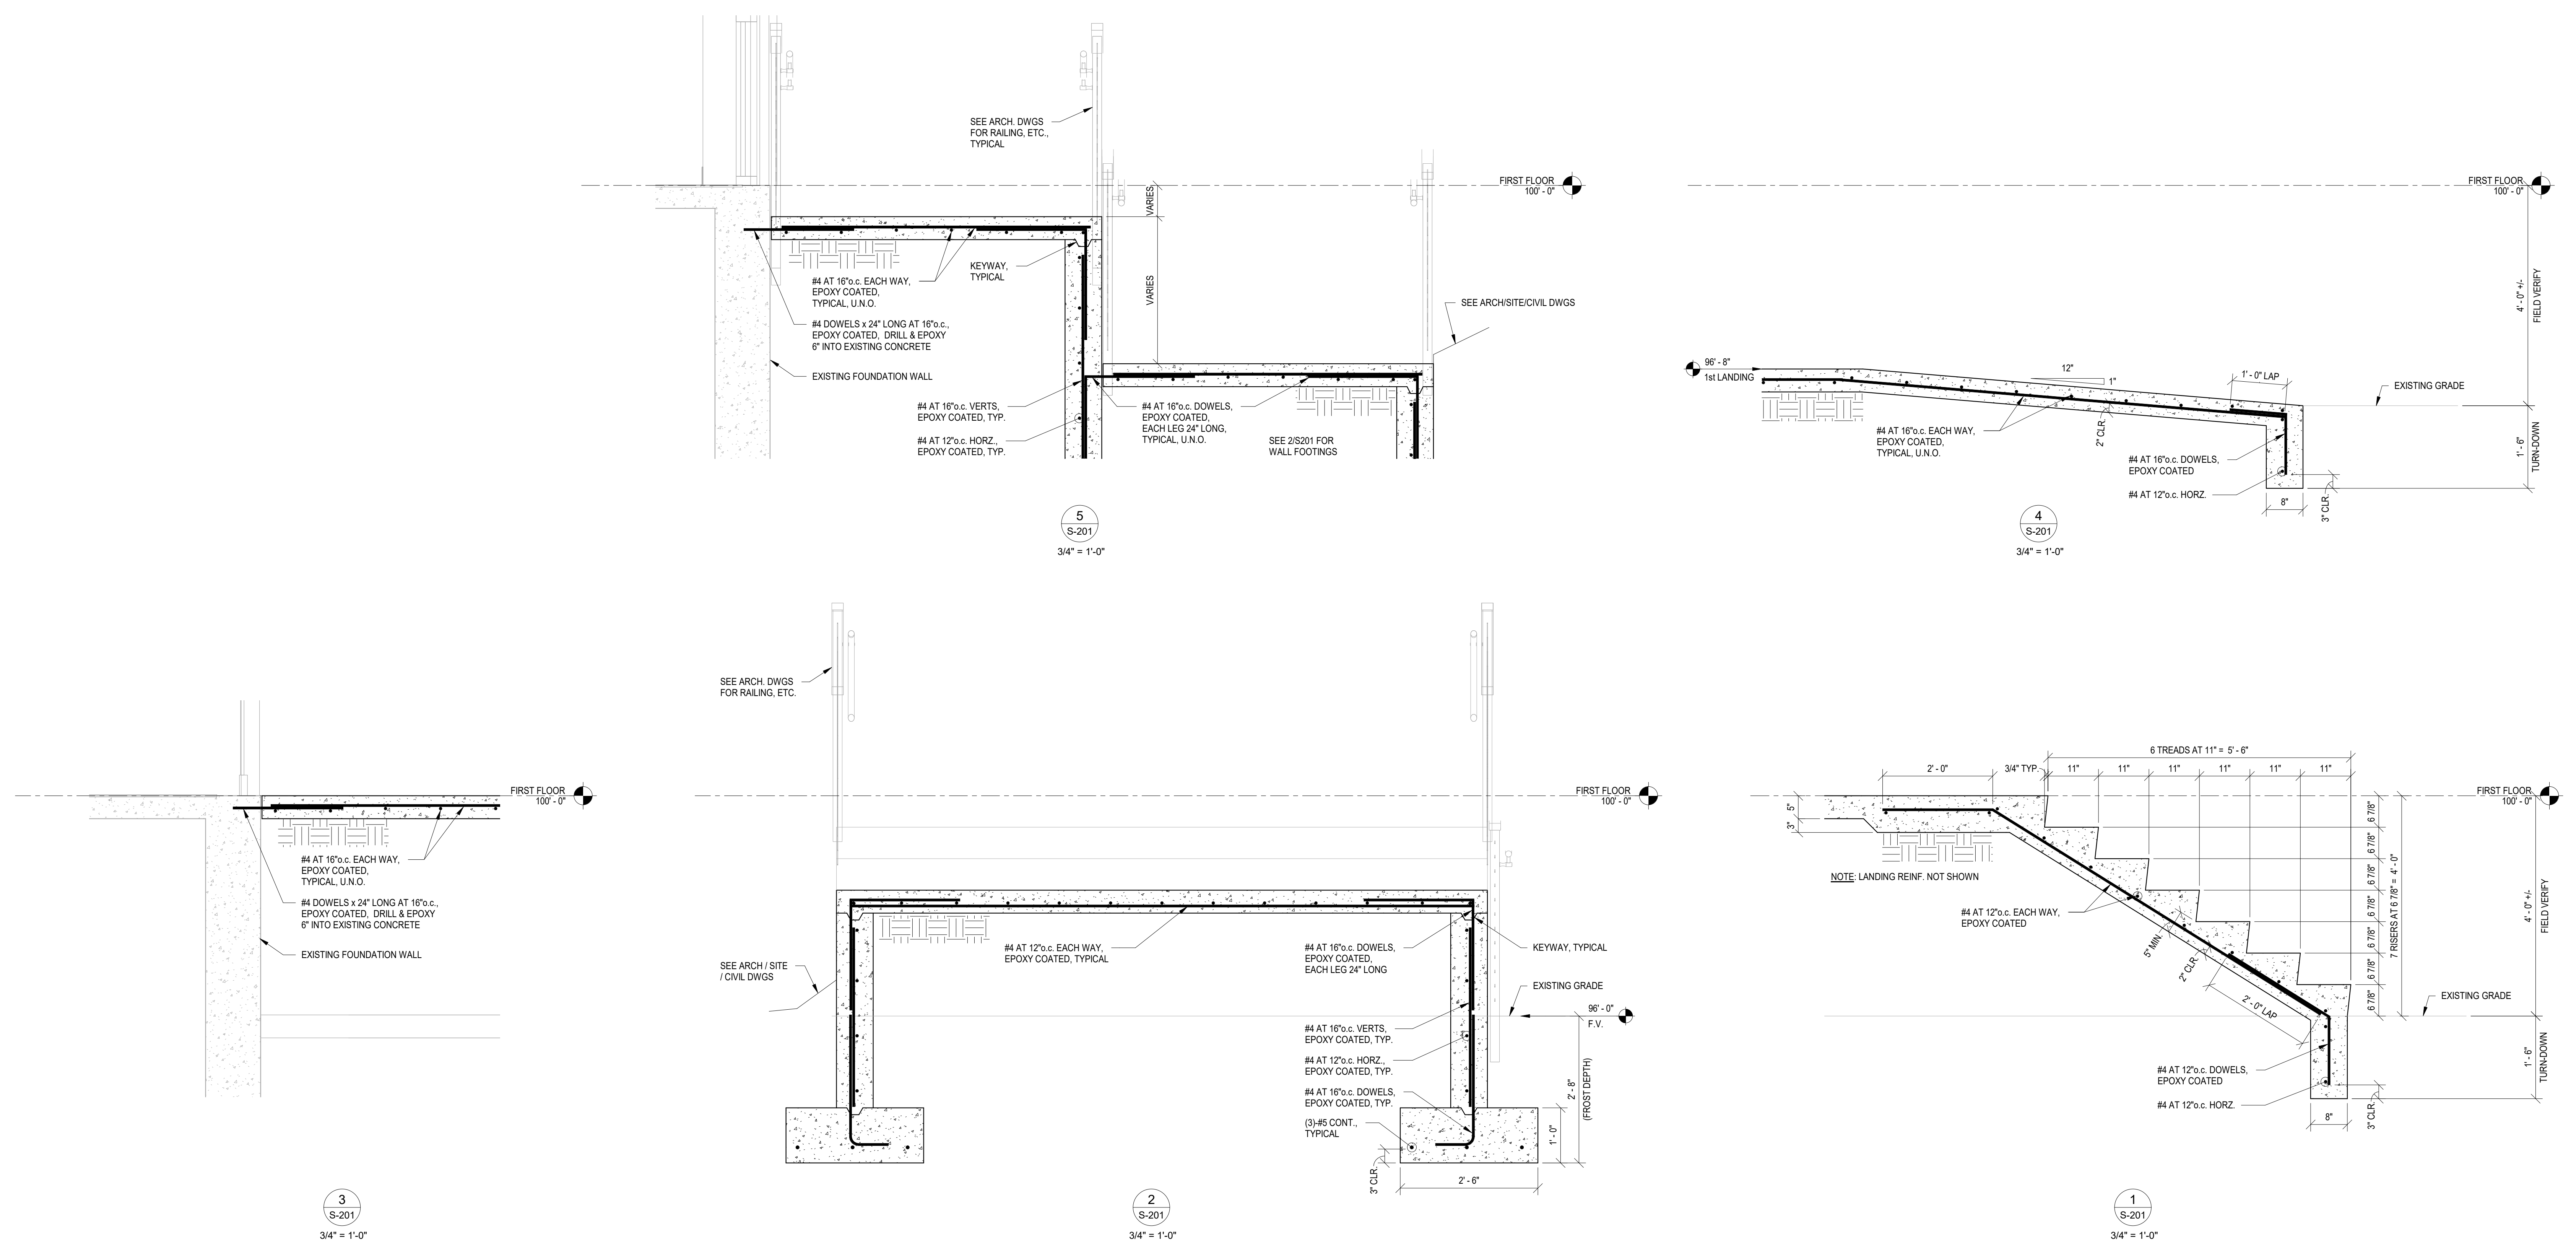 SEE ARCH. DWGS
FOR RAILING, ETC.,
TYPICAL
FIRST FLOOR
100' - 0"
VARIES
VARIES
KEYWAY,
TYPICAL
#4 AT 16"o.c. EACH WAY,
EPOXY COATED,
TYPICAL, U.N.O.
#4 DOWELS x 24" LONG AT 16"o.c.,
EPOXY COATED, DRILL & EPOXY
6" INTO EXISTING CONCRETE
EXISTING FOUNDATION WALL
SEE ARCH/SITE/CIVIL DWGS
#4 AT 16"o.c. VERTS,
EPOXY COATED, TYP.
#4 AT 12"o.c. HORZ.,
EPOXY COATED, TYP.
#4 AT 16"o.c. DOWELS,
EPOXY COATED,
EACH LEG 24" LONG,
TYPICAL, U.N.O.
SEE 2/S201 FOR
WALL FOOTINGS
5
S-201
3/4" = 1'-0"
FIRST FLOOR
100' - 0"
96' - 8"
1st LANDING
12"
1"
1' - 0" LAP
EXISTING GRADE
4' - 0" +/-
FIELD VERIFY
#4 AT 16"o.c. EACH WAY,
EPOXY COATED,
TYPICAL, U.N.O.
2" CLR.
#4 AT 16"o.c. DOWELS,
EPOXY COATED
#4 AT 12"o.c. HORZ.
1' - 6"
TURN-DOWN
8"
3" CLR.
4
S-201
3/4" = 1'-0"
FIRST FLOOR
100' - 0"
#4 AT 16"o.c. EACH WAY,
EPOXY COATED,
TYPICAL, U.N.O.
#4 DOWELS x 24" LONG AT 16"o.c.,
EPOXY COATED, DRILL & EPOXY
6" INTO EXISTING CONCRETE
EXISTING FOUNDATION WALL
3
S-201
3/4" = 1'-0"
SEE ARCH. DWGS
FOR RAILING, ETC.
FIRST FLOOR
100' - 0"
#4 AT 12"o.c. EACH WAY,
EPOXY COATED, TYPICAL
#4 AT 16"o.c. DOWELS,
EPOXY COATED,
EACH LEG 24" LONG
KEYWAY, TYPICAL
SEE ARCH / SITE
/ CIVIL DWGS
EXISTING GRADE
96' - 0"
F.V.
#4 AT 16"o.c. VERTS,
EPOXY COATED, TYP.
#4 AT 12"o.c. HORZ.,
EPOXY COATED, TYP.
#4 AT 16"o.c. DOWELS,
EPOXY COATED, TYP.
(3)-#5 CONT.,
TYPICAL
2' - 8"
(FROST DEPTH)
1' - 0"
3" CLR.
2' - 6"
2
S-201
3/4" = 1'-0"
6 TREADS AT 11" = 5' - 6"
2' - 0"
3/4" TYP.
11"
11"
11"
11"
11"
11"
FIRST FLOOR
100' - 0"
5"
3"
6 7/8"
6 7/8"
6 7/8"
6 7/8"
6 7/8"
6 7/8"
6 7/8"
7 RISERS AT 6 7/8" = 4' - 0"
4' - 0" +/-
FIELD VERIFY
NOTE: LANDING REINF. NOT SHOWN
#4 AT 12"o.c. EACH WAY,
EPOXY COATED
5" MIN.
2" CLR.
2' - 0" LAP
EXISTING GRADE
#4 AT 12"o.c. DOWELS,
EPOXY COATED
#4 AT 12"o.c. HORZ.
1' - 6"
TURN-DOWN
8"
3" CLR.
1
S-201
3/4" = 1'-0"